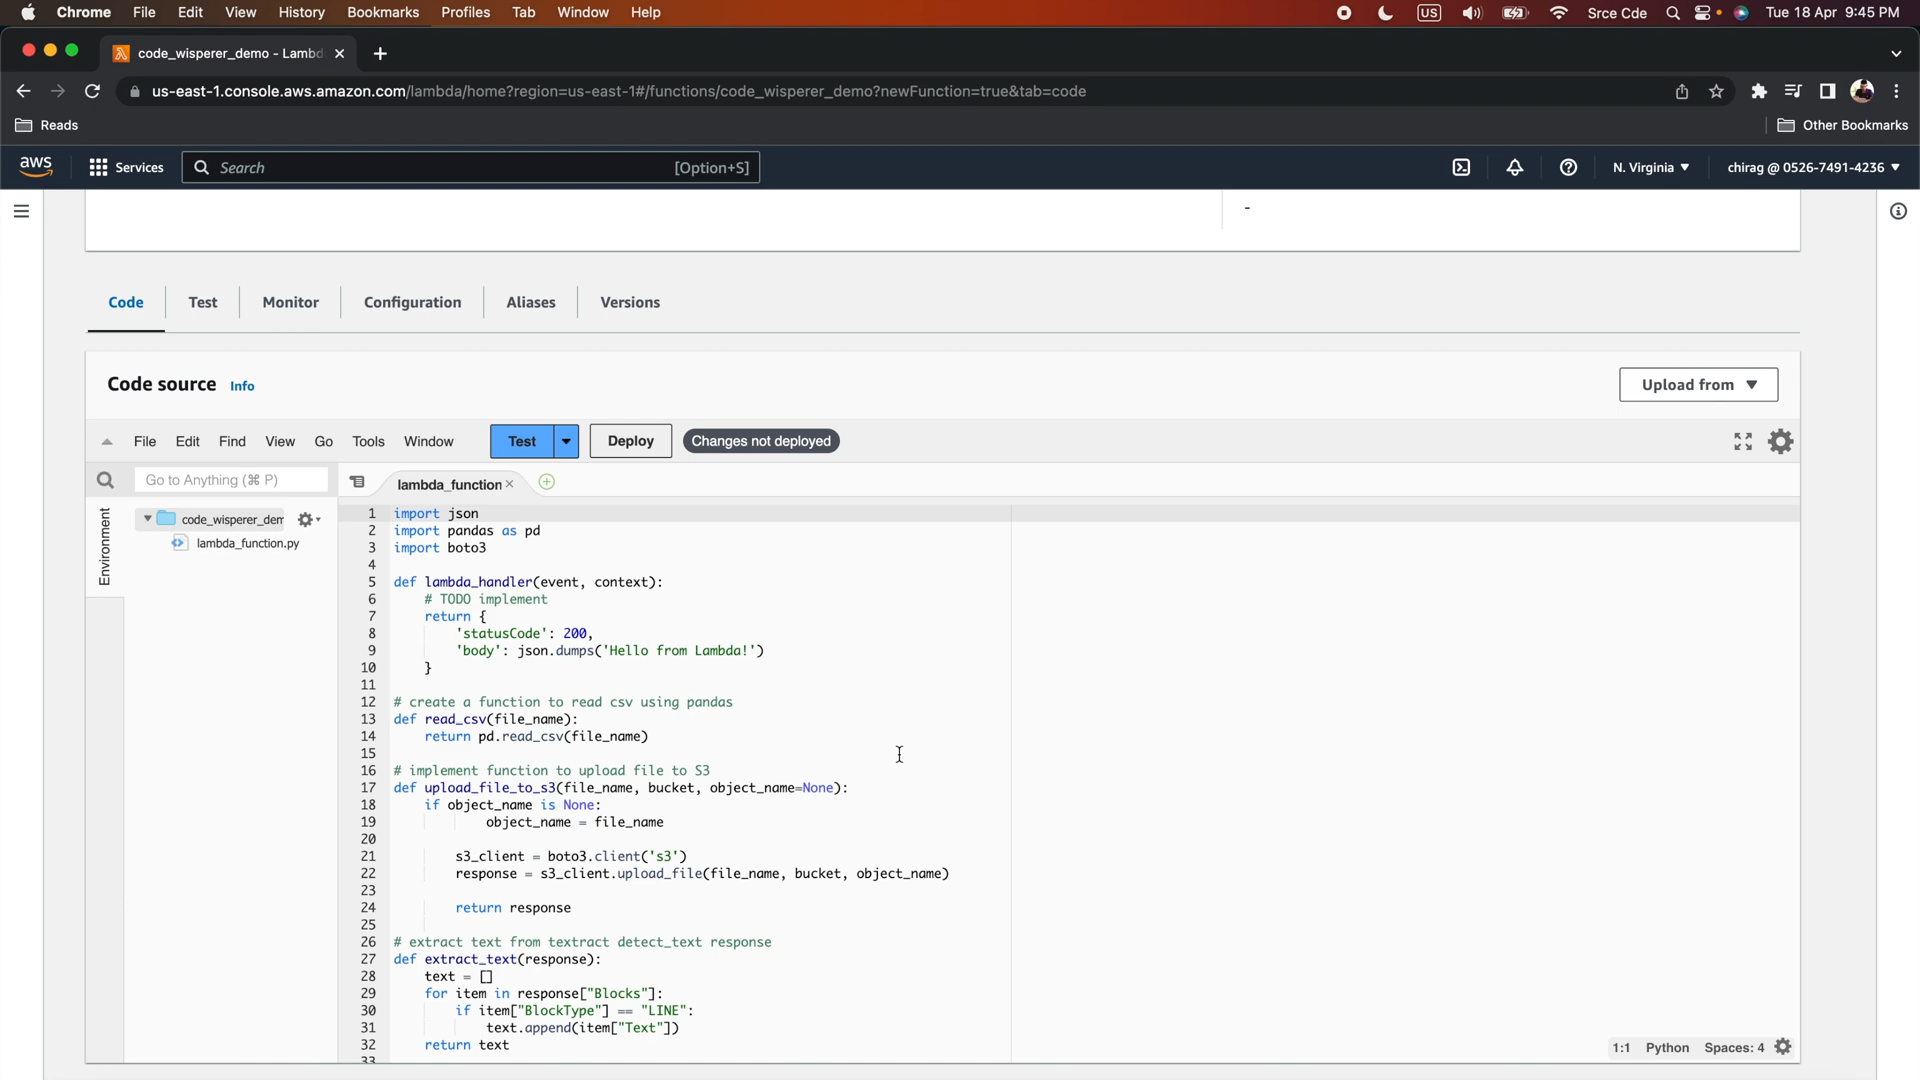 Chrome File Edit View History Bookmarks Profiles Tab Window Help US Srce Cde Tue 18 Apr 9:45 PM
code_wisperer_demo - Lambd
us-east-1.console.aws.amazon.com/lambda/home?region=us-east-1#/functions/code_wisperer_demo?newFunction=true&tab=code
Reads Other Bookmarks
aws Services Search [Option+S] N. Virginia chirag @ 0526-7491-4236
-
Code Test Monitor Configuration Aliases Versions
Code source Info Upload from
File Edit Find View Go Tools Window Test Deploy Changes not deployed
Go to Anything (⌘ P) lambda_function
Environment
code_wisperer_dem
lambda_function.py
1 import json
2 import pandas as pd
3 import boto3
4
5 def lambda_handler(event, context):
6 # TODO implement
7 return {
8 'statusCode': 200,
9 'body': json.dumps('Hello from Lambda!')
10 }
11
12 # create a function to read csv using pandas
13 def read_csv(file_name):
14 return pd.read_csv(file_name)
15
16 # implement function to upload file to S3
17 def upload_file_to_s3(file_name, bucket, object_name=None):
18 if object_name is None:
19 object_name = file_name
20
21 s3_client = boto3.client('s3')
22 response = s3_client.upload_file(file_name, bucket, object_name)
23
24 return response
25
26 # extract text from textract detect_text response
27 def extract_text(response):
28 text = []
29 for item in response["Blocks"]:
30 if item["BlockType"] == "LINE":
31 text.append(item["Text"])
32 return text
33
1:1 Python Spaces: 4